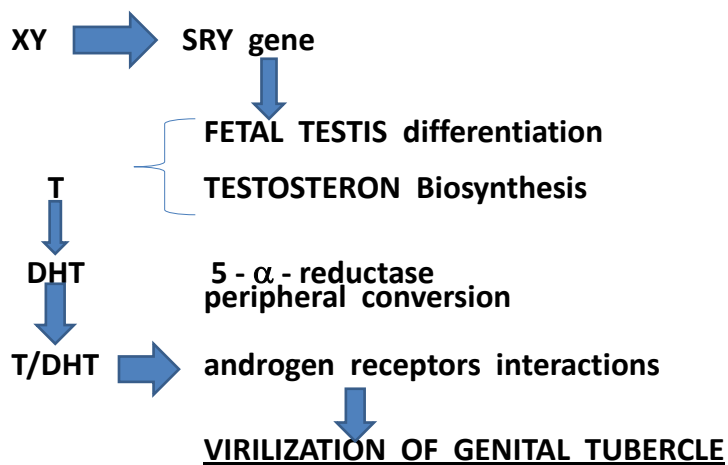 XY SRY gene
FETAL TESTIS differentiation
TESTOSTERON Biosynthesis
T
DHT 5 - α - reductase
peripheral conversion
T/DHT androgen receptors interactions
VIRILIZATION OF GENITAL TUBERCLE